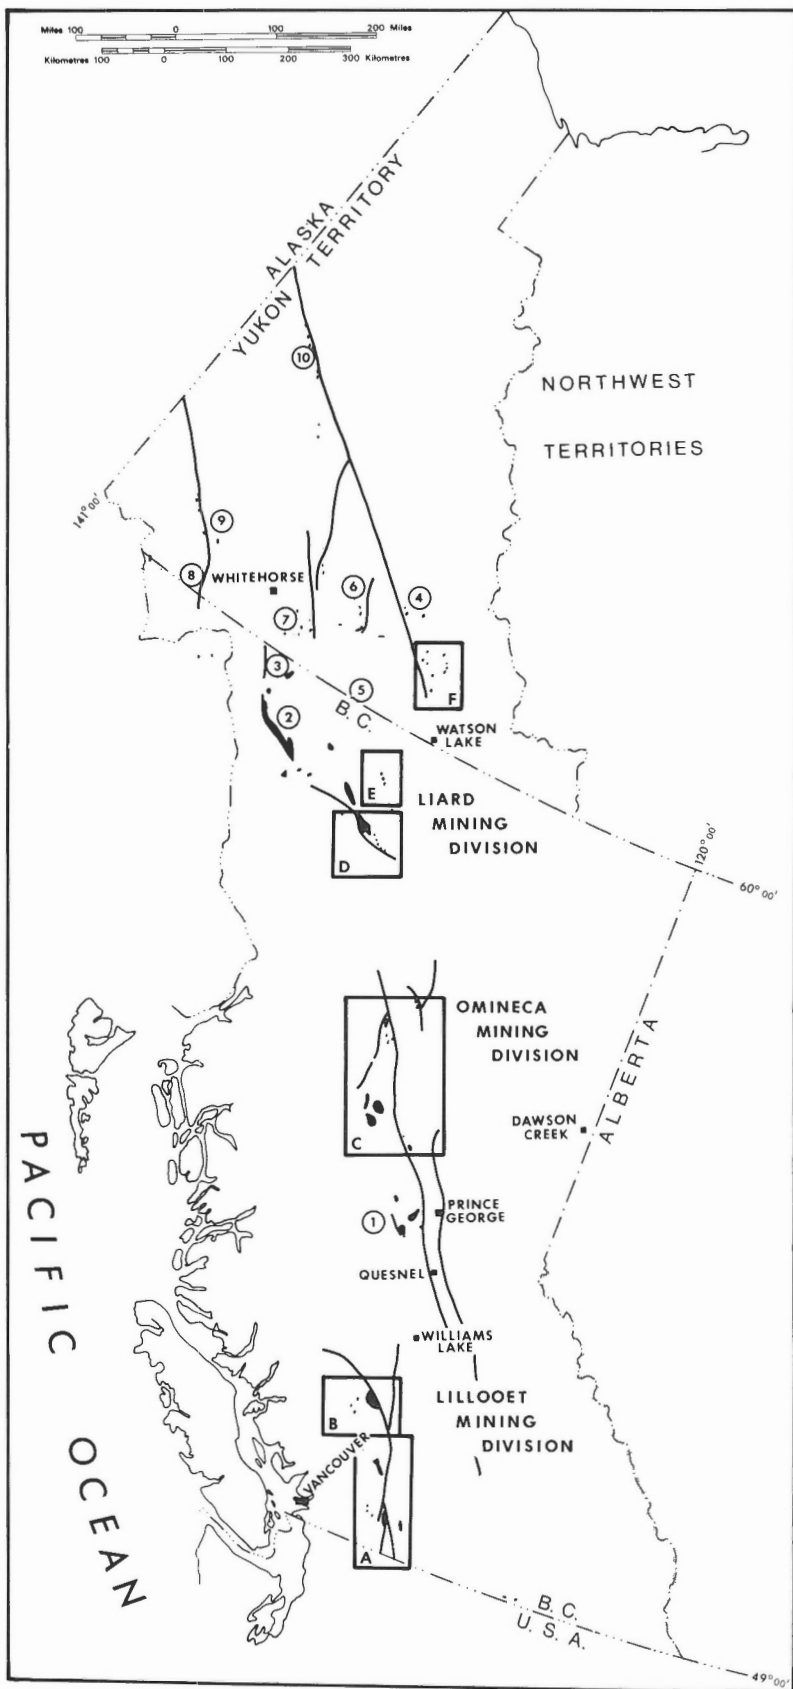 Miles 100 0 100 200 Miles
Kilometres 100 0 100 200 300 Kilometres
ALASKA
YUKON TERRITORY
NORTHWEST
TERRITORIES
141°00'
10
9
8
WHITEHORSE
7
6
4
3
5
B.C.
F
2
WATSON
LAKE
E
LIARD
MINING
DIVISION
D
120°00'
60°00'
OMINECA
MINING
DIVISION
C
ALBERTA
DAWSON
CREEK
PACIFIC OCEAN
1
PRINCE
GEORGE
QUESNEL
WILLIAMS
LAKE
LILLOOET
MINING
DIVISION
B
VANCOUVER
A
B.C.
U.S.A.
49°00'